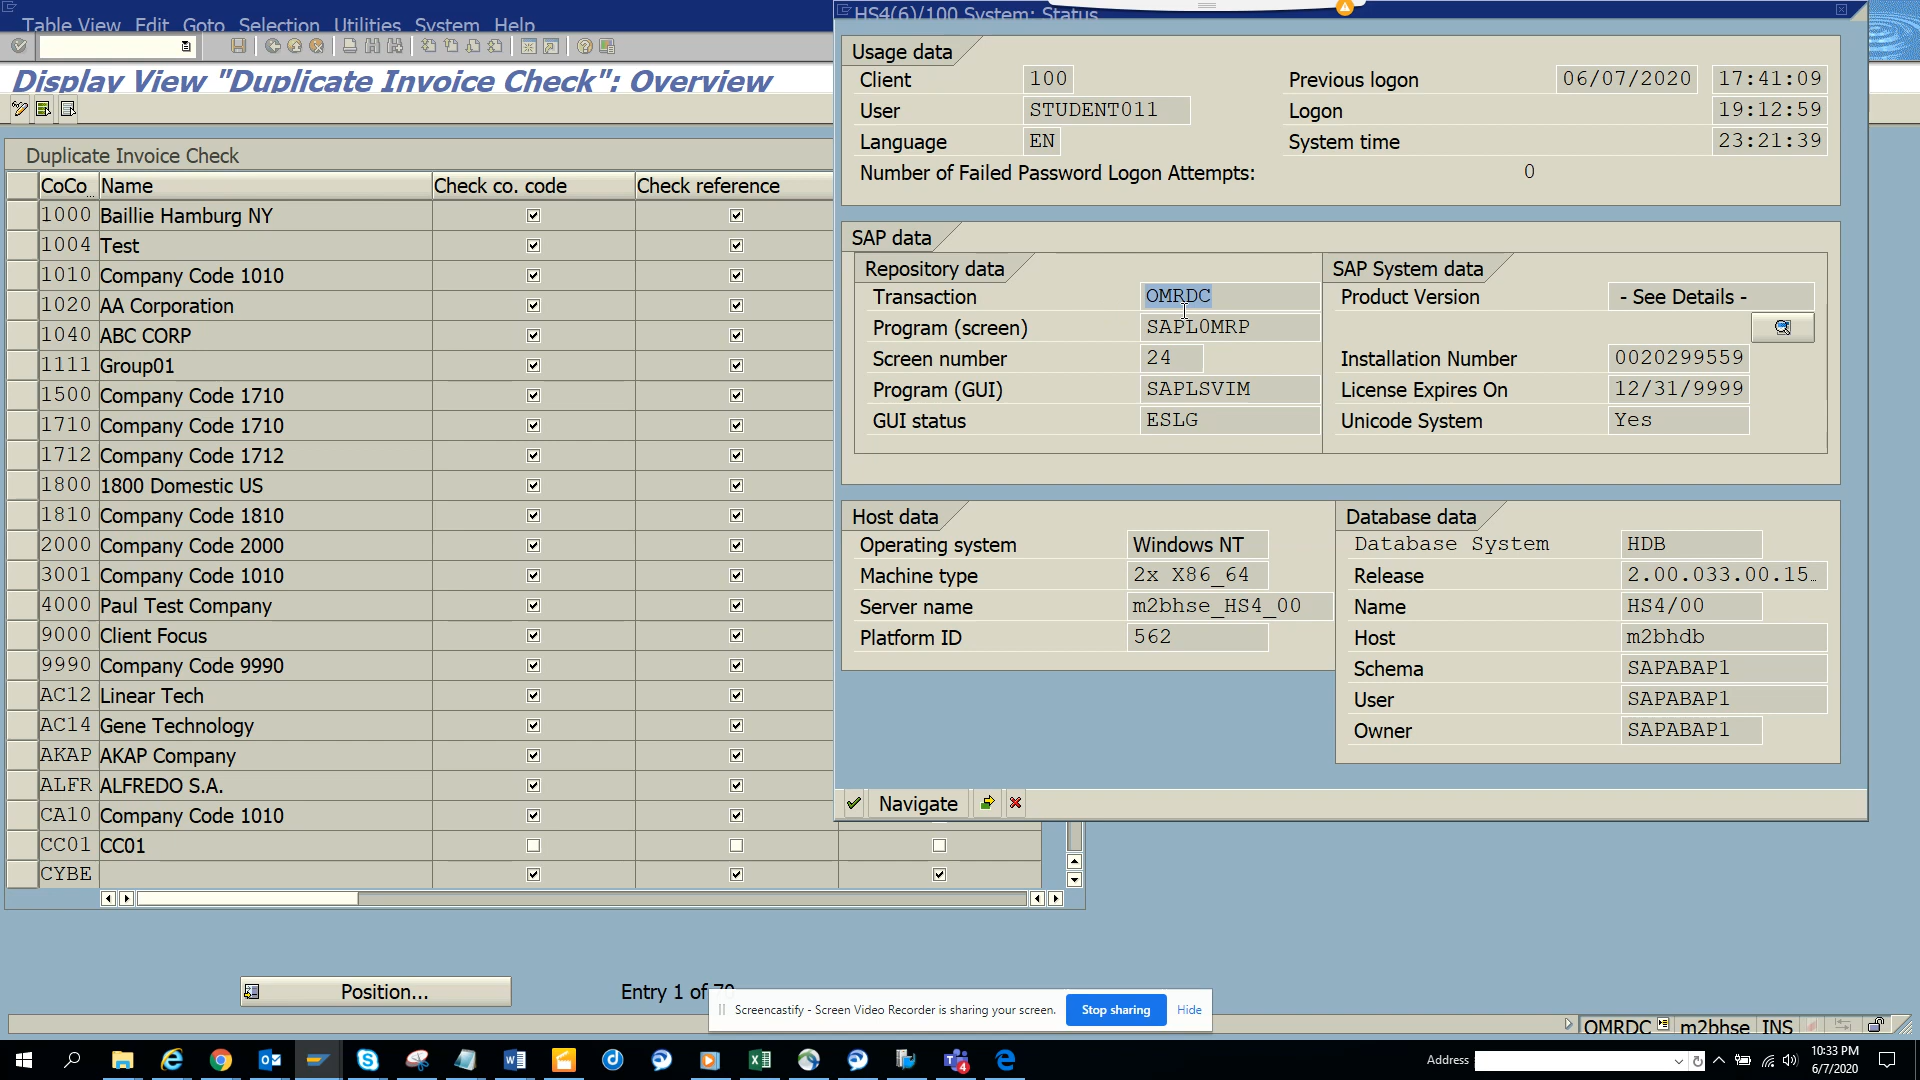 Table View Edit Goto Selection Utilities System Help
Display View "Duplicate Invoice Check": Overview
Duplicate Invoice Check
CoCo Name Check co. code Check reference
1000 Baillie Hamburg NY
1004 Test
1010 Company Code 1010
1020 AA Corporation
1040 ABC CORP
1111 Group01
1500 Company Code 1710
1710 Company Code 1710
1712 Company Code 1712
1800 1800 Domestic US
1810 Company Code 1810
2000 Company Code 2000
3001 Company Code 1010
4000 Paul Test Company
9000 Client Focus
9990 Company Code 9990
AC12 Linear Tech
AC14 Gene Technology
AKAP AKAP Company
ALFR ALFREDO S.A.
CA10 Company Code 1010
CC01 CC01
CYBE
Position...
Entry 1 of 70
HS4(6)/100 System: Status
Usage data
Client 100 Previous logon 06/07/2020 17:41:09
User STUDENT011 Logon 19:12:59
Language EN System time 23:21:39
Number of Failed Password Logon Attempts: 0
SAP data
Repository data
Transaction OMRDC
Program (screen) SAPL0MRP
Screen number 24
Program (GUI) SAPLSVIM
GUI status ESLG
SAP System data
Product Version - See Details -
Installation Number 0020299559
License Expires On 12/31/9999
Unicode System Yes
Host data
Operating system Windows NT
Machine type 2x X86_64
Server name m2bhse_HS4_00
Platform ID 562
Database data
Database System HDB
Release 2.00.033.00.15…
Name HS4/00
Host m2bhdb
Schema SAPABAP1
User SAPABAP1
Owner SAPABAP1
Navigate
Screencastify - Screen Video Recorder is sharing your screen. Stop sharing Hide
OMRDC m2bhse INS
Address
4
10:33 PM
6/7/2020